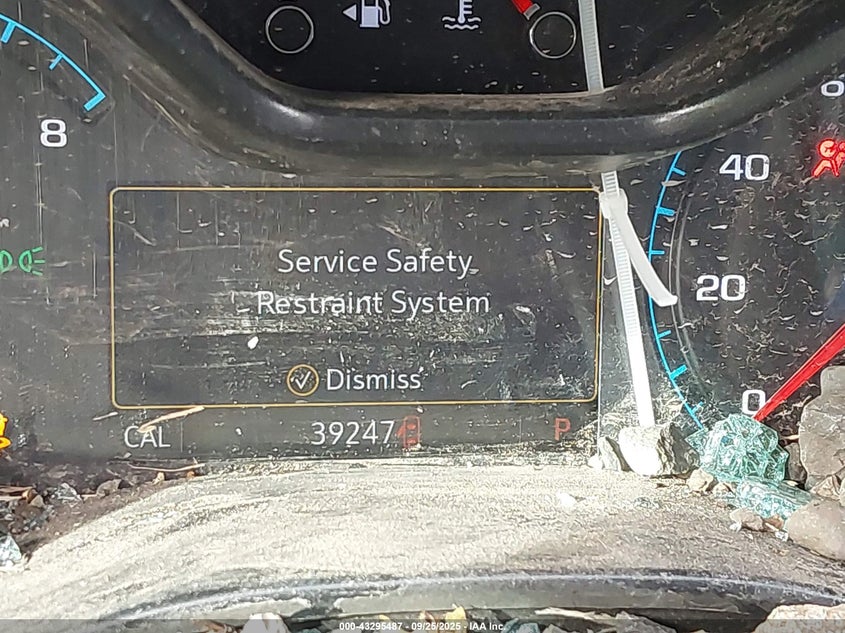 8
40
20
0
Service Safety
Restraint System
Dismiss
CAL 39247 P
000-43295487 - 09/25/2025 - IAA Inc.